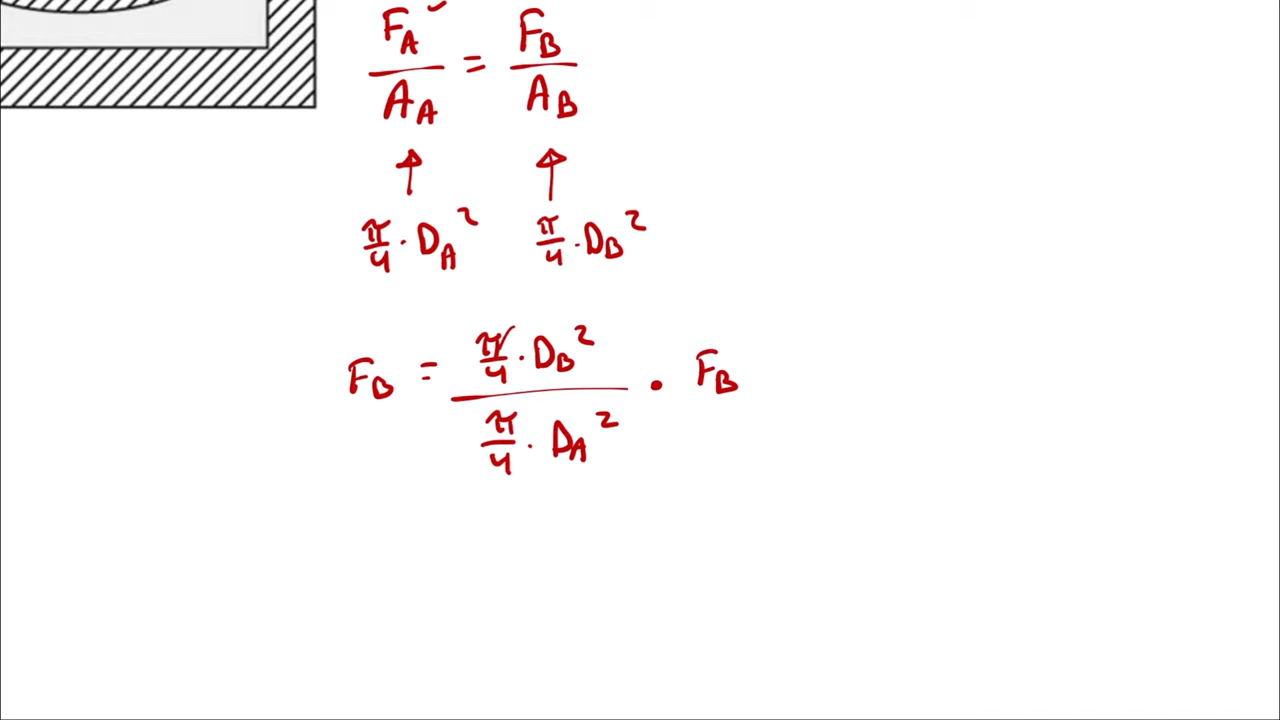 F_A / A_A = F_B / A_B
π/4 · D_A² π/4 · D_B²
F_B = (π/4 · D_B²) / (π/4 · D_A²) · F_B